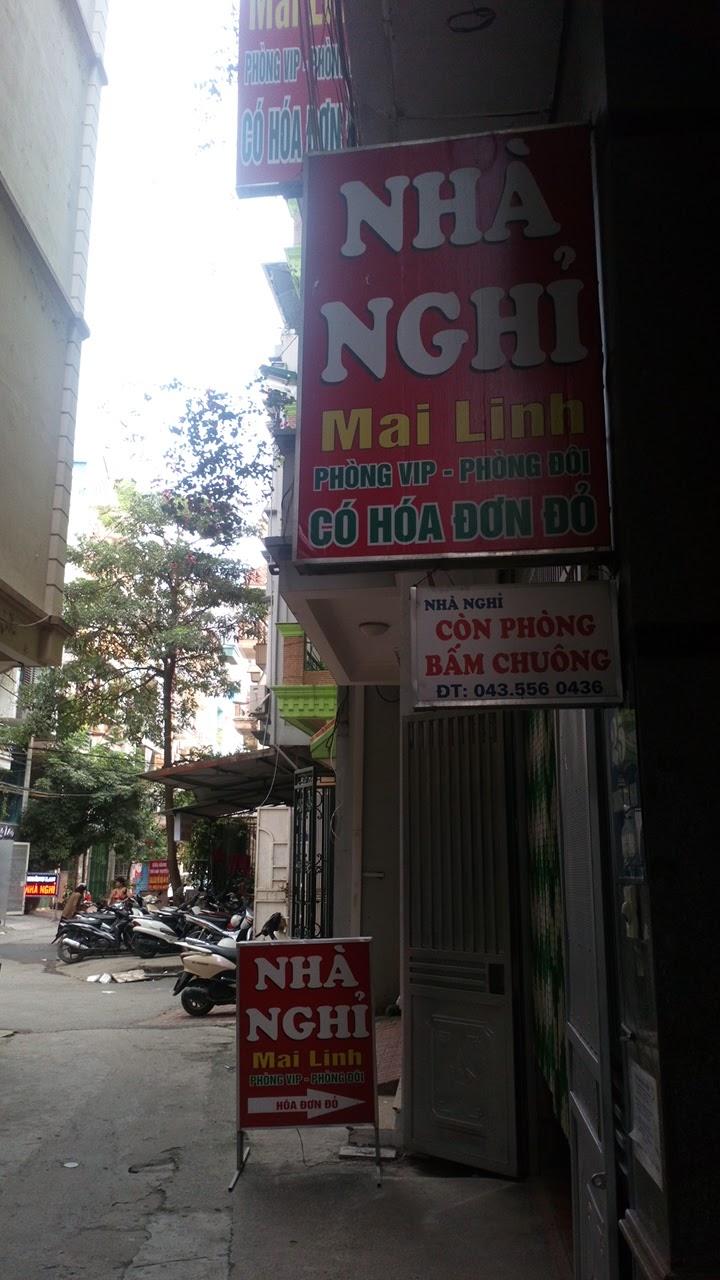 Mai Li
PHÒNG VIP - PHÒN
CÓ HÓA ĐƠN
NHÀ
NGHỈ
Mai Linh
PHÒNG VIP - PHÒNG ĐÔI
CÓ HÓA ĐƠN ĐỎ
NHÀ NGHỈ
CÒN PHÒNG
BẤM CHUÔNG
ĐT: 043.556 0436
NHÀ NGHỈ
NHÀ
NGHỈ
Mai Linh
PHÒNG VIP - PHÒNG ĐÔI
HÓA ĐƠN ĐỎ